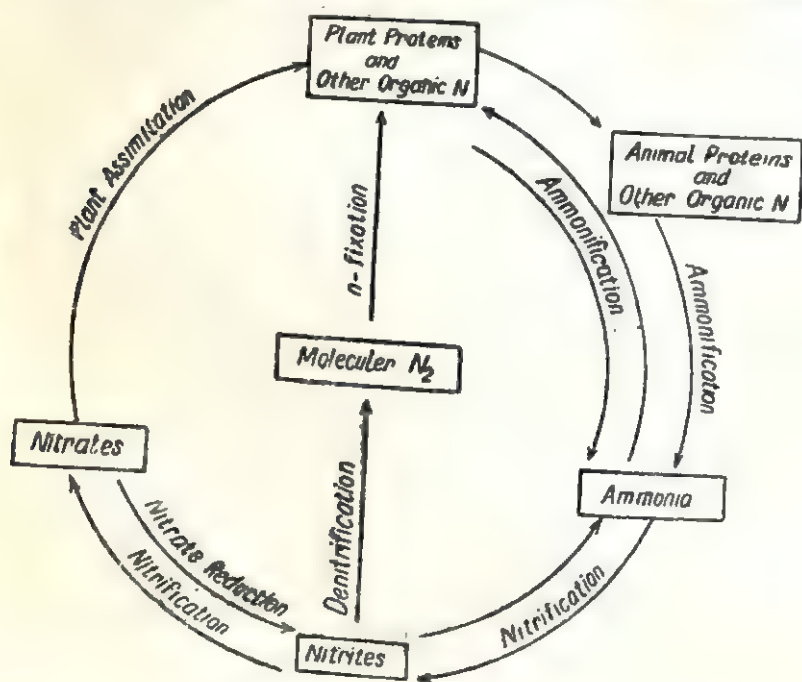 Plant Proteins
and
Other Organic N
Animal Proteins
and
Other Organic N
Plant Assimitation
n-fixation
Ammonification
Ammonification
Moleculer N2
Nitrates
Ammonia
Nitrate Reduction
Nitrification
Denitrification
Nitrification
Nitrites